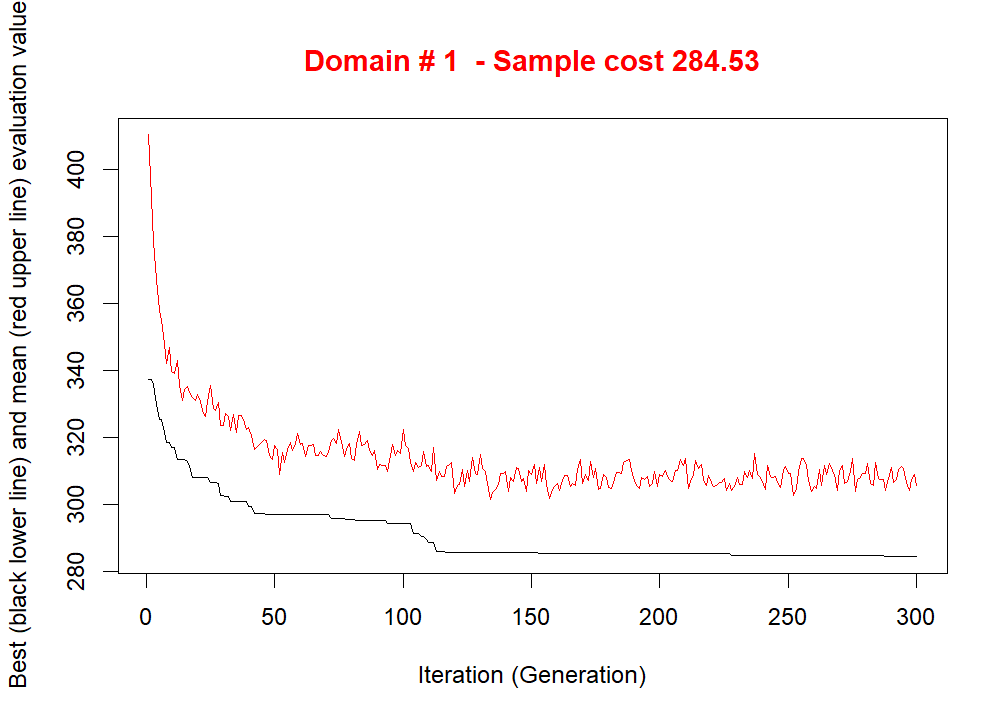 Domain # 1  - Sample cost 284.53
Best (black lower line) and mean (red upper line) evaluation value
400
380
360
340
320
300
280
0 50 100 150 200 250 300
Iteration (Generation)